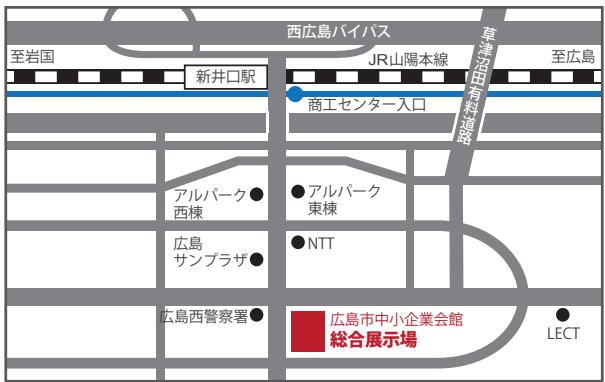 西広島バイパス
至岩国
JR山陽本線
至広島
新井口駅
草津沼田有料道路
商工センター入口
アルパーク
西棟
アルパーク
東棟
広島
サンプラザ
NTT
広島西警察署
広島市中小企業会館
総合展示場
LECT